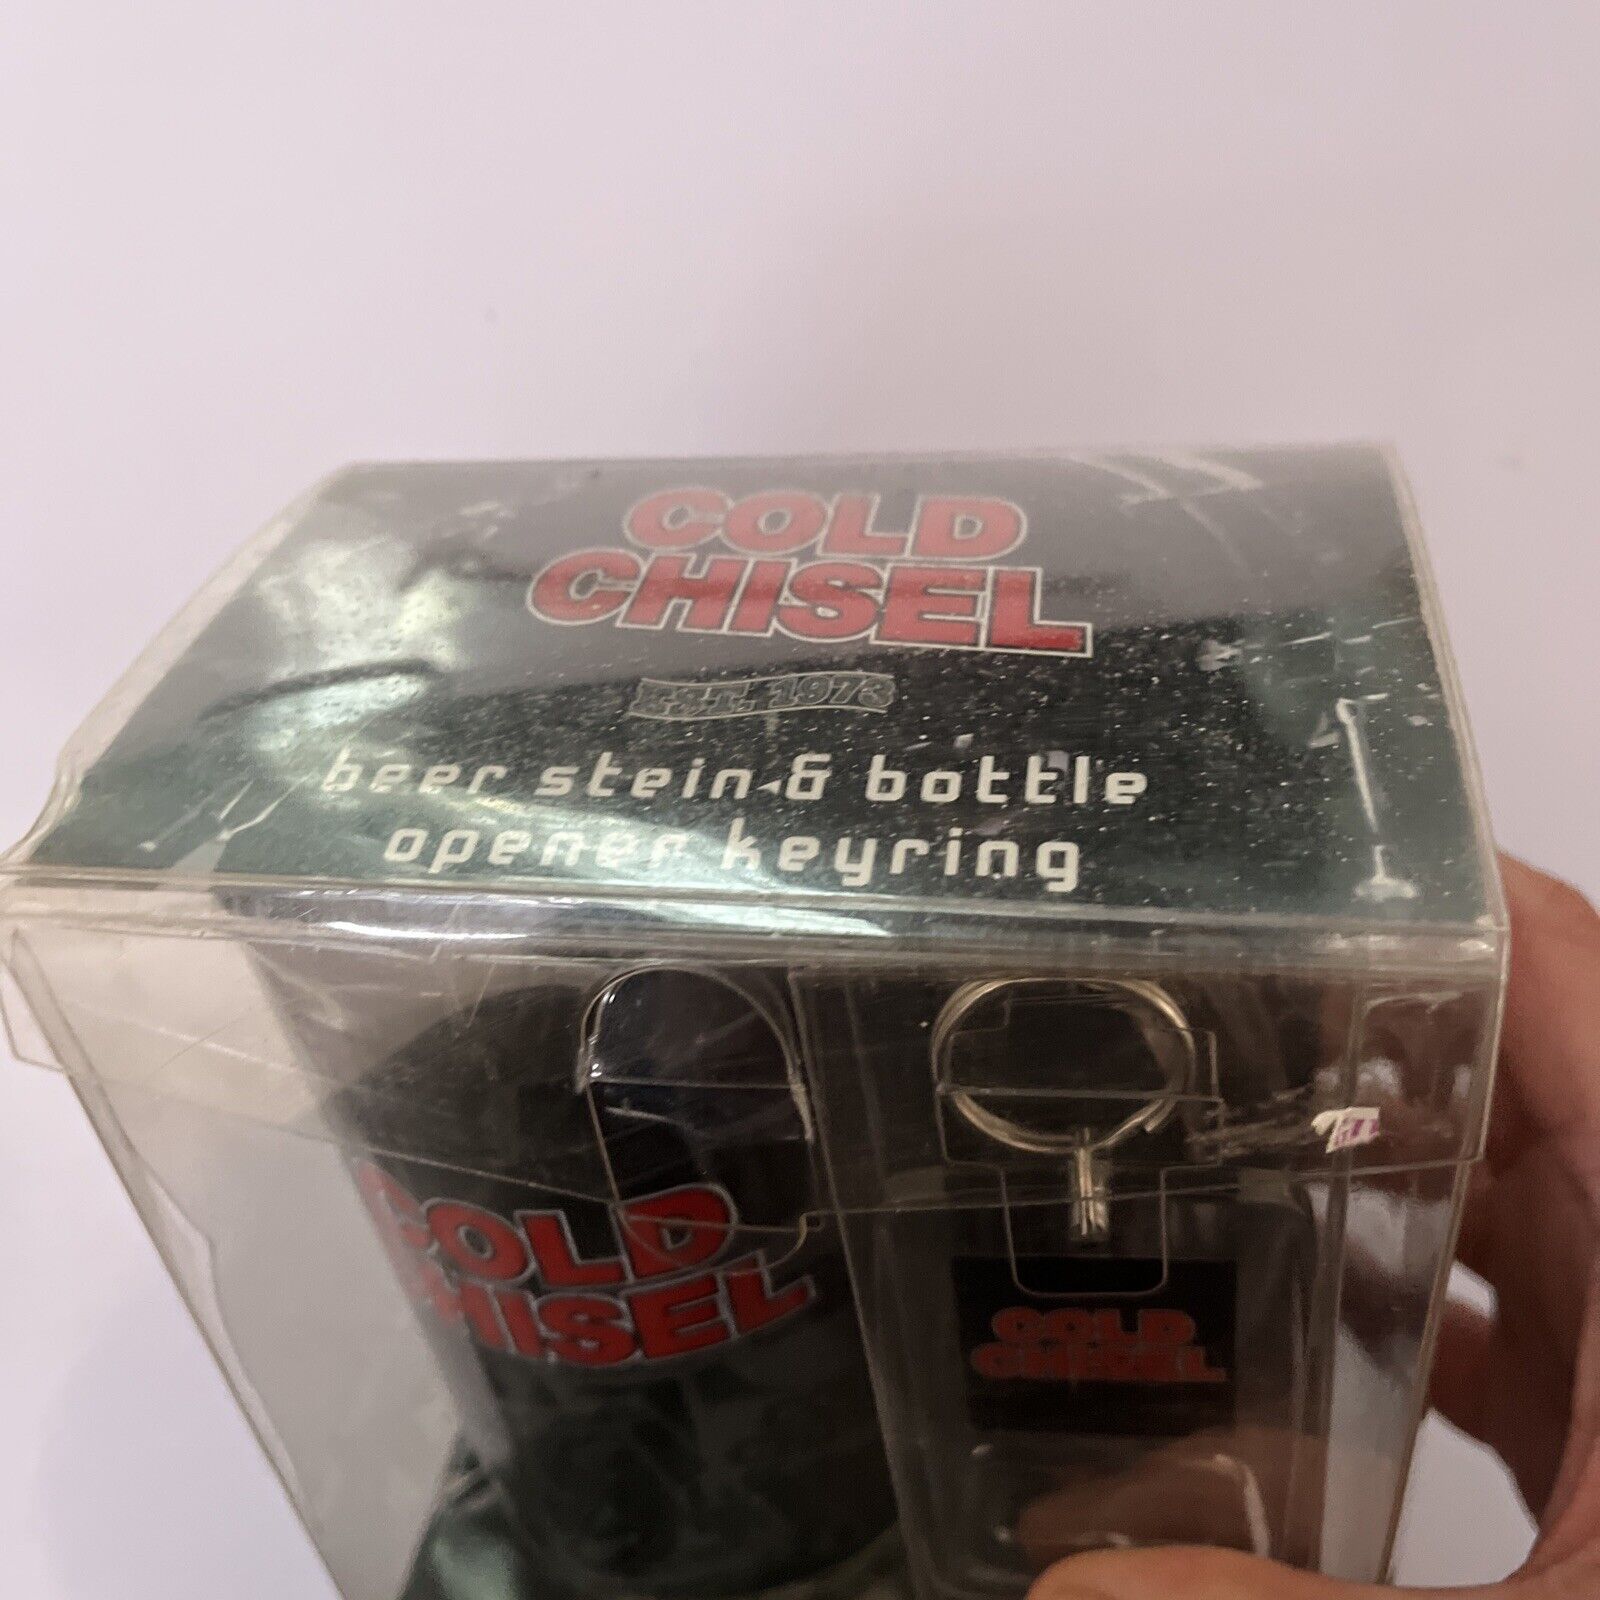 COLD
CHISEL
EST. 1973
beer stein & bottle
opener keyring
COLD
CHISEL
COLD
CHISEL